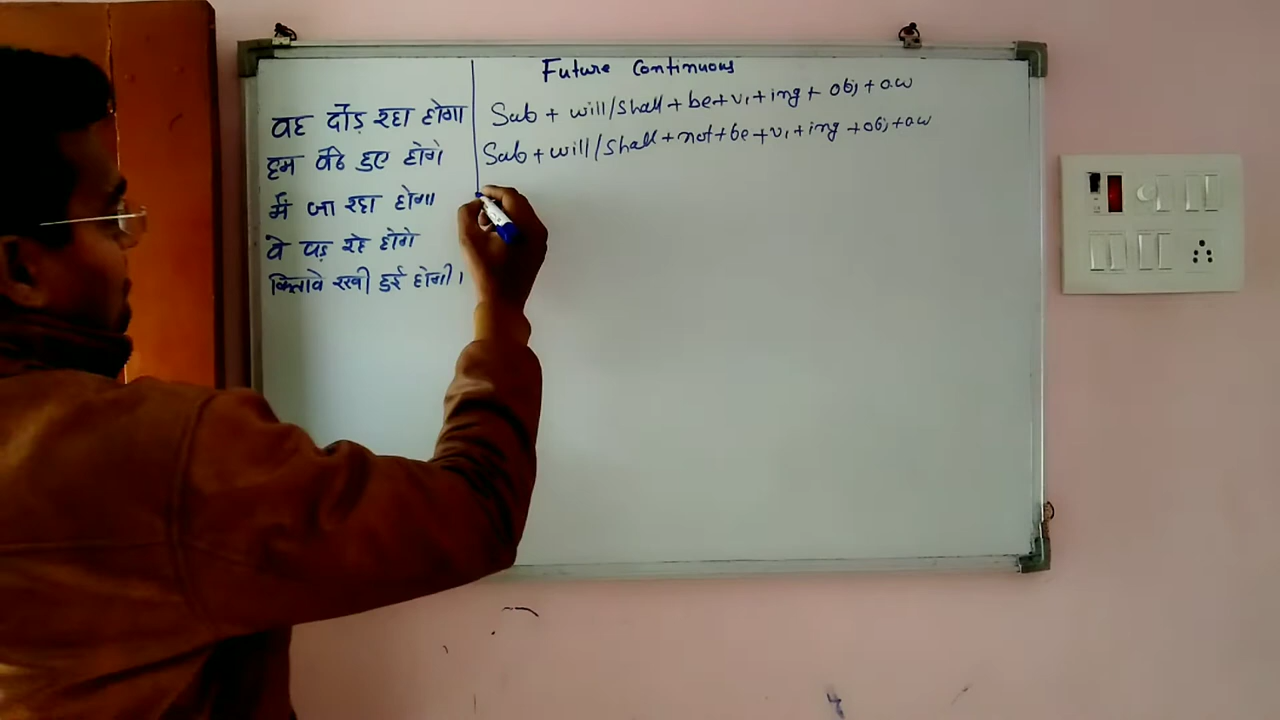 Future Continuous
वह दौड़ रहा होगा
हम बैठे हुए होंगे
में जा रहा होगा
वे पढ़ रहे होंगे
किताबे रखी हुई होगी।
Sub + will/shall + be + v₁ + ing + obj + o.w
Sub + will/shall + not + be + v₁ + ing + obj + o.w